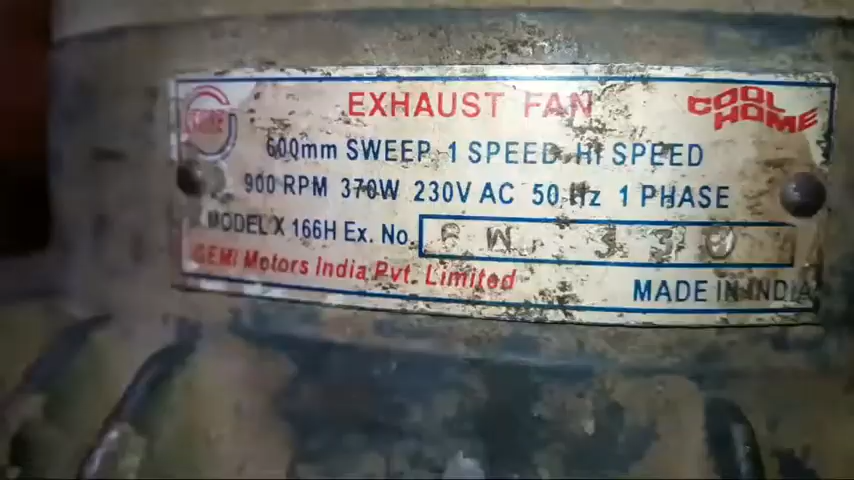 EXHAUST FAN
COOL HOME
600mm SWEEP 1 SPEED HI SPEED
900 RPM 370W 230V AC 50 Hz 1 PHASE
MODEL X 166H Ex. No.
GEMI Motors India Pvt. Limited
MADE IN INDIA